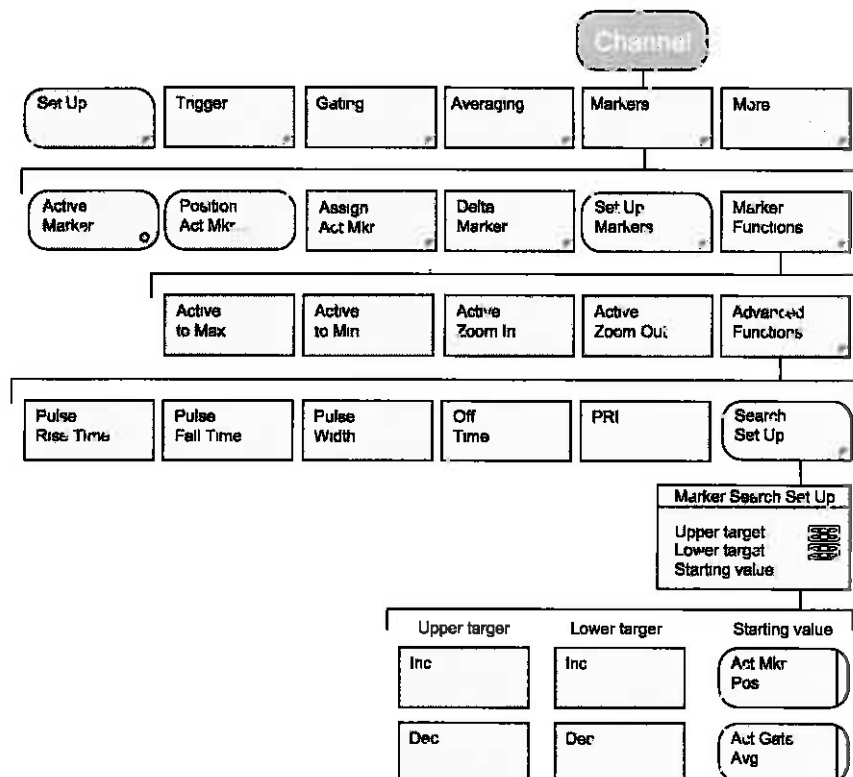 Channel
Set Up
Trigger
Gating
Averaging
Markers
More
Active
Marker
Position
Act Mkr
Assign
Act Mkr
Delta
Marker
Set Up
Markers
Marker
Functions
Active
to Max
Active
to Min
Active
Zoom In
Active
Zoom Out
Advanced
Functions
Pulse
Rise Time
Pulse
Fall Time
Pulse
Width
Off
Time
PRI
Search
Set Up
Marker Search Set Up
Upper target
Lower target
Starting value
Upper targer
Lower targer
Starting value
Inc
Inc
Act Mkr
Pos
Dec
Dec
Act Gate
Avg